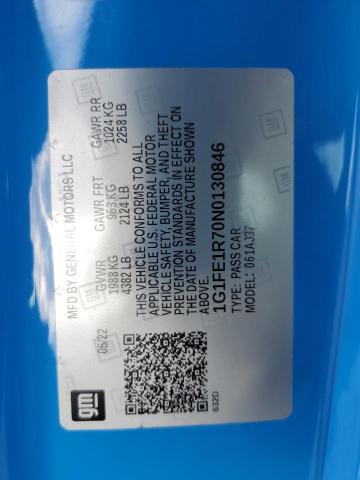 MFD BY GENERAL MOTORS LLC
05/22
GVWR GAWR FRT GAWR RR
1988 KG 963 KG 1024 KG
4382 LB 2124 LB 2258 LB
THIS VEHICLE CONFORMS TO ALL
APPLICABLE U.S. FEDERAL MOTOR
VEHICLE SAFETY, BUMPER, AND THEFT
PREVENTION STANDARDS IN EFFECT ON
THE DATE OF MANUFACTURE SHOWN
ABOVE.
1G1FE1R70N0130846
TYPE: PASS CAR
MODEL: 061AJ37
gm
632D